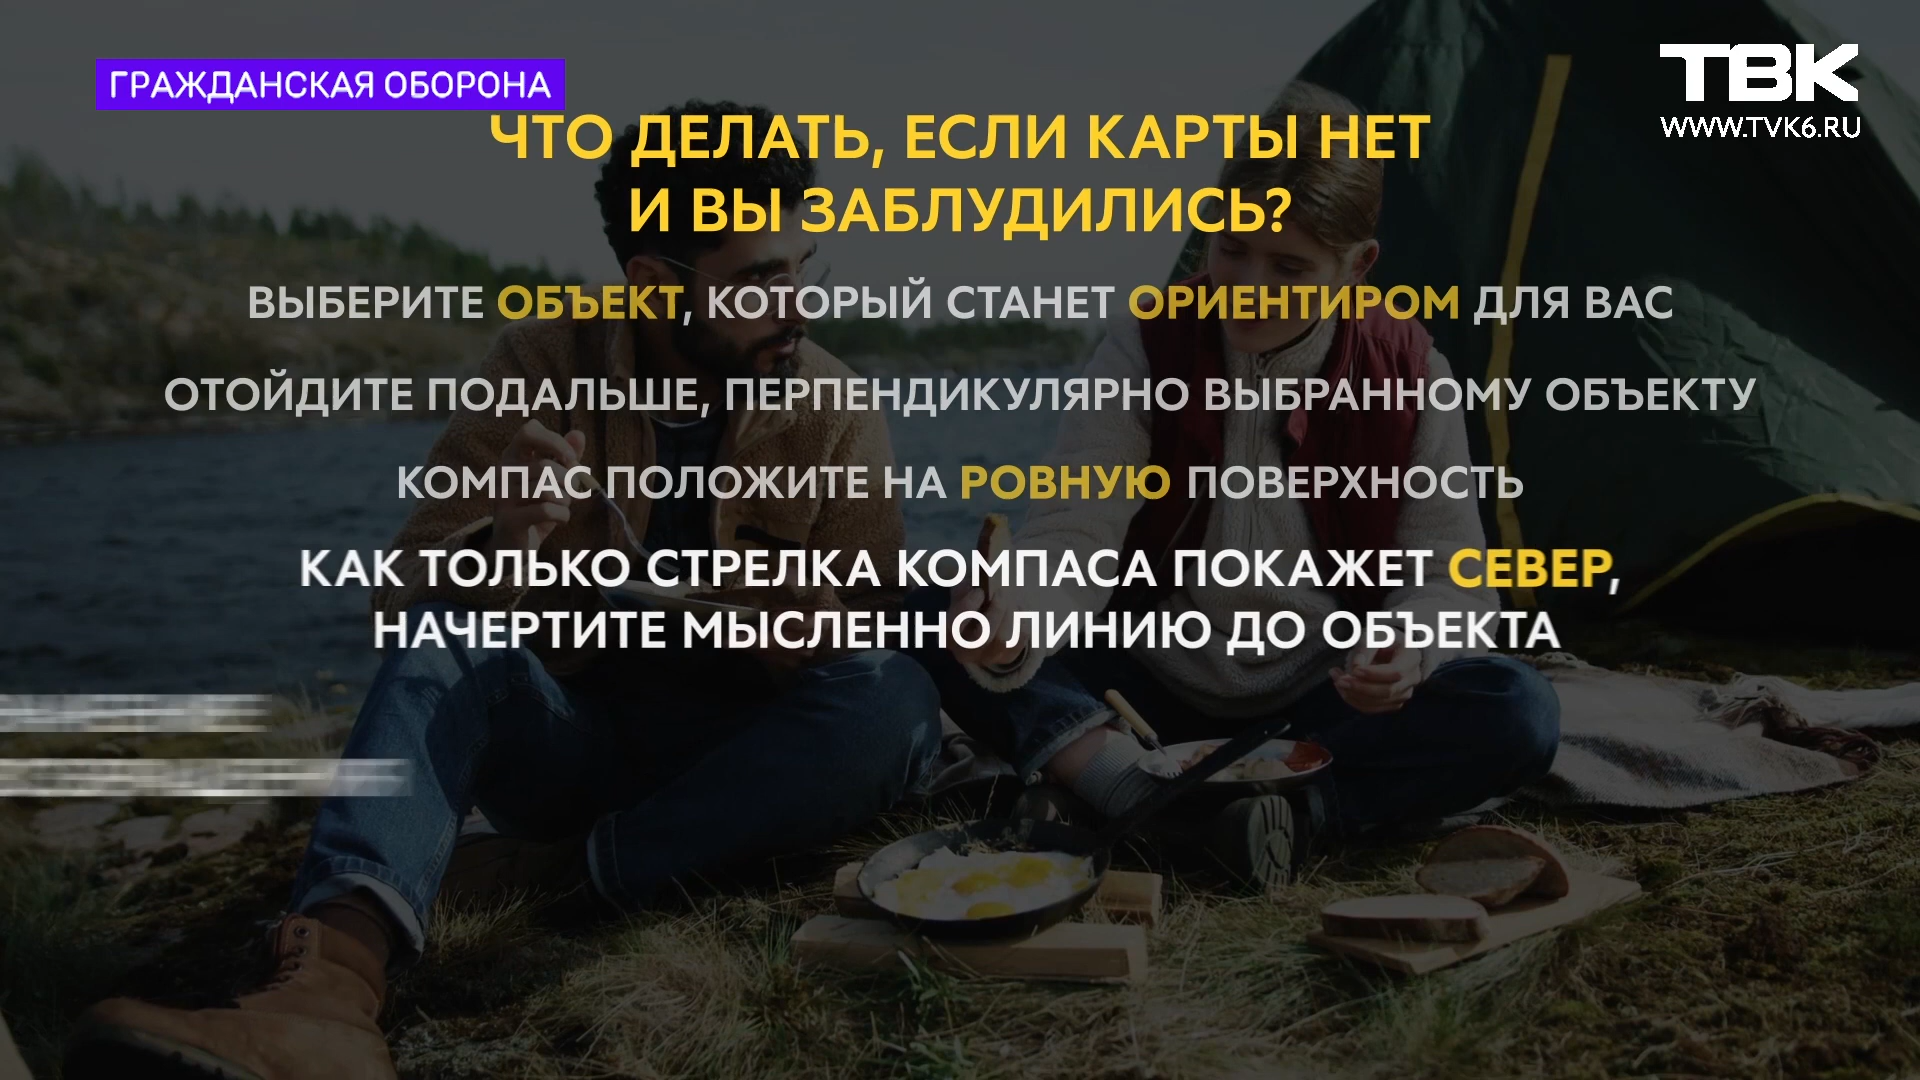 ГРАЖДАНСКАЯ ОБОРОНА
ТВК
WWW.TVK6.RU
ЧТО ДЕЛАТЬ, ЕСЛИ КАРТЫ НЕТ
И ВЫ ЗАБЛУДИЛИСЬ?
ВЫБЕРИТЕ ОБЪЕКТ, КОТОРЫЙ СТАНЕТ ОРИЕНТИРОМ ДЛЯ ВАС
ОТОЙДИТЕ ПОДАЛЬШЕ, ПЕРПЕНДИКУЛЯРНО ВЫБРАННОМУ ОБЪЕКТУ
КОМПАС ПОЛОЖИТЕ НА РОВНУЮ ПОВЕРХНОСТЬ
КАК ТОЛЬКО СТРЕЛКА КОМПАСА ПОКАЖЕТ СЕВЕР,
НАЧЕРТИТЕ МЫСЛЕННО ЛИНИЮ ДО ОБЪЕКТА